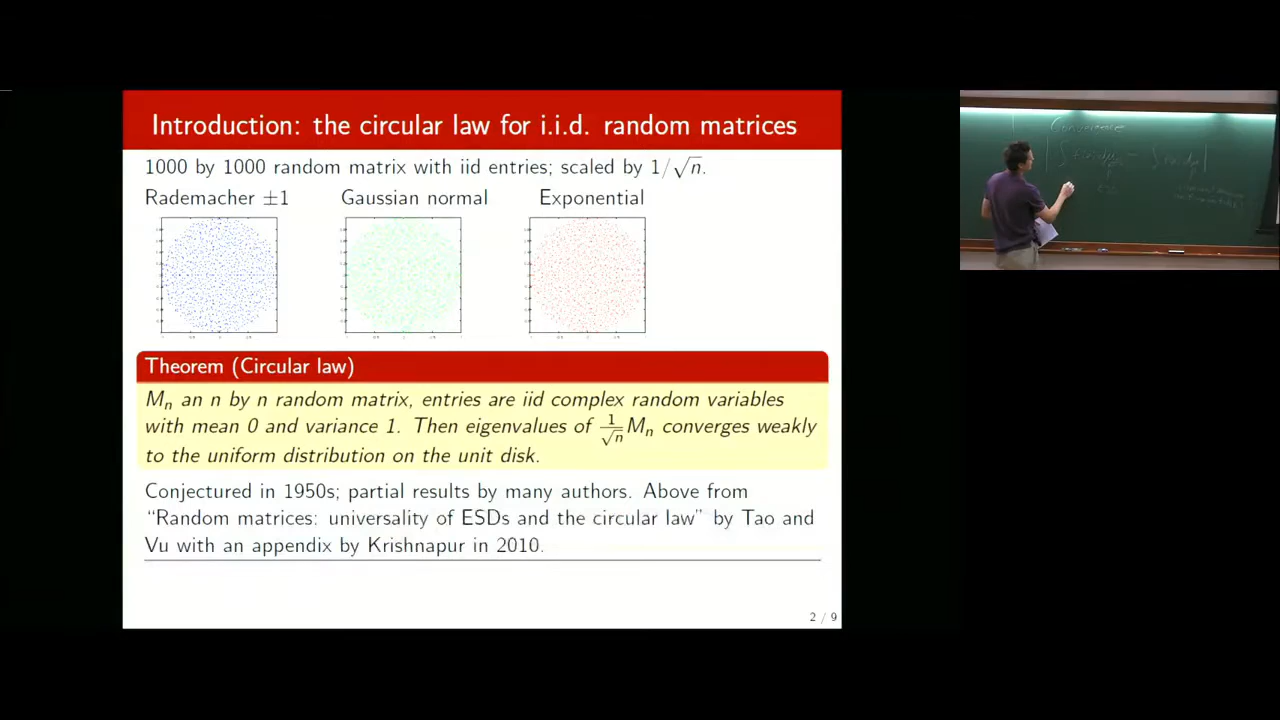 Introduction: the circular law for i.i.d. random matrices
1000 by 1000 random matrix with iid entries; scaled by 1/√n.
Rademacher ±1 Gaussian normal Exponential
Theorem (Circular law)
Mₙ an n by n random matrix, entries are iid complex random variables
with mean 0 and variance 1. Then eigenvalues of 1/√n Mₙ converges weakly
to the uniform distribution on the unit disk.
Conjectured in 1950s; partial results by many authors. Above from
“Random matrices: universality of ESDs and the circular law” by Tao and
Vu with an appendix by Krishnapur in 2010.
2 / 9
Convergence